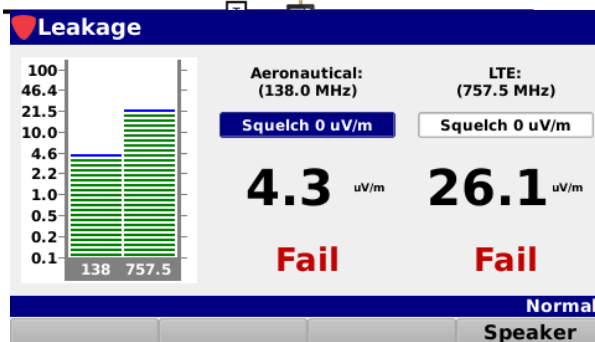 Leakage
100
46.4
21.5
10.0
4.6
2.2
1.0
0.5
0.2
0.1
138 757.5
Aeronautical:
(138.0 MHz)
Squelch 0 uV/m
4.3 uV/m
Fail
LTE:
(757.5 MHz)
Squelch 0 uV/m
26.1 uV/m
Fail
Normal
Speaker